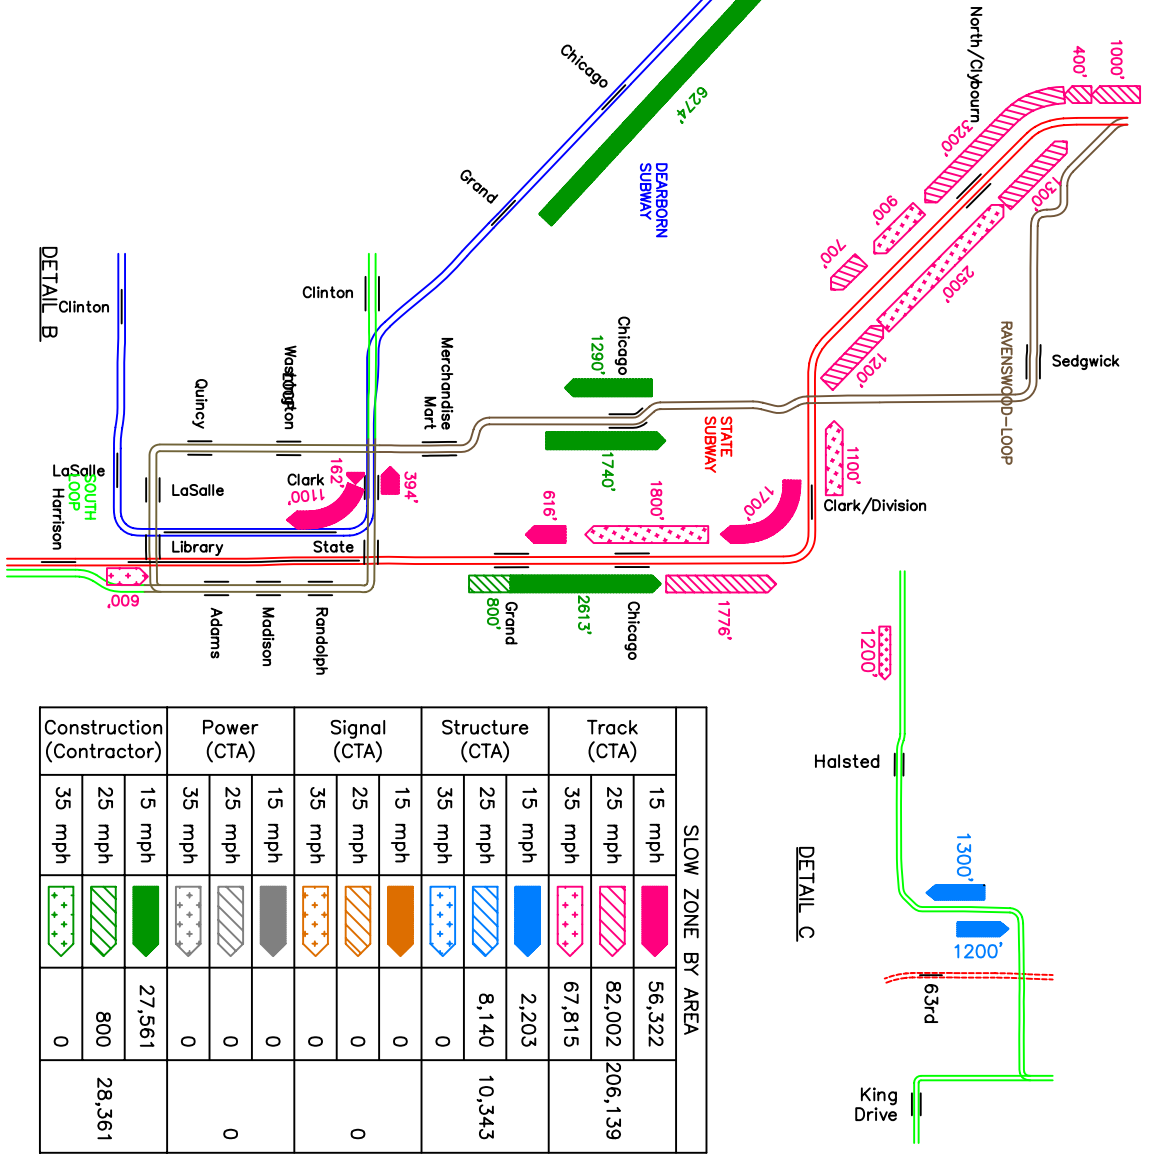 1000'
400'
North/Clybourn
3200'
1300'
900'
700'
2500'
1200'
Chicago
6274'
Grand
DEARBORN
SUBWAY
DETAIL B
Clinton
Clinton
Quincy
Merchandise
Mart
Chicago
1290'
1740'
STATE
SUBWAY
RAVENSWOOD-LOOP
Sedgwick
1100'
Clark/Division
LaSalle
SOUTH
LOOP
Harrison
LaSalle
Clark
162'
1100'
394'
616'
1800'
1700'
Library
State
600'
Adams
Madison
Randolph
800'
Grand
2613'
Chicago
1776'
1200'
Halsted
DETAIL C
1300'
1200'
63rd
King
Drive
SLOW ZONE BY AREA
Track
(CTA)
15 mph
56,322
25 mph
82,002
35 mph
67,815
206,139
Structure
(CTA)
15 mph
2,203
25 mph
8,140
35 mph
0
10,343
Signal
(CTA)
15 mph
0
25 mph
0
35 mph
0
0
Power
(CTA)
15 mph
0
25 mph
0
35 mph
0
0
Construction
(Contractor)
15 mph
27,561
25 mph
800
35 mph
0
28,361